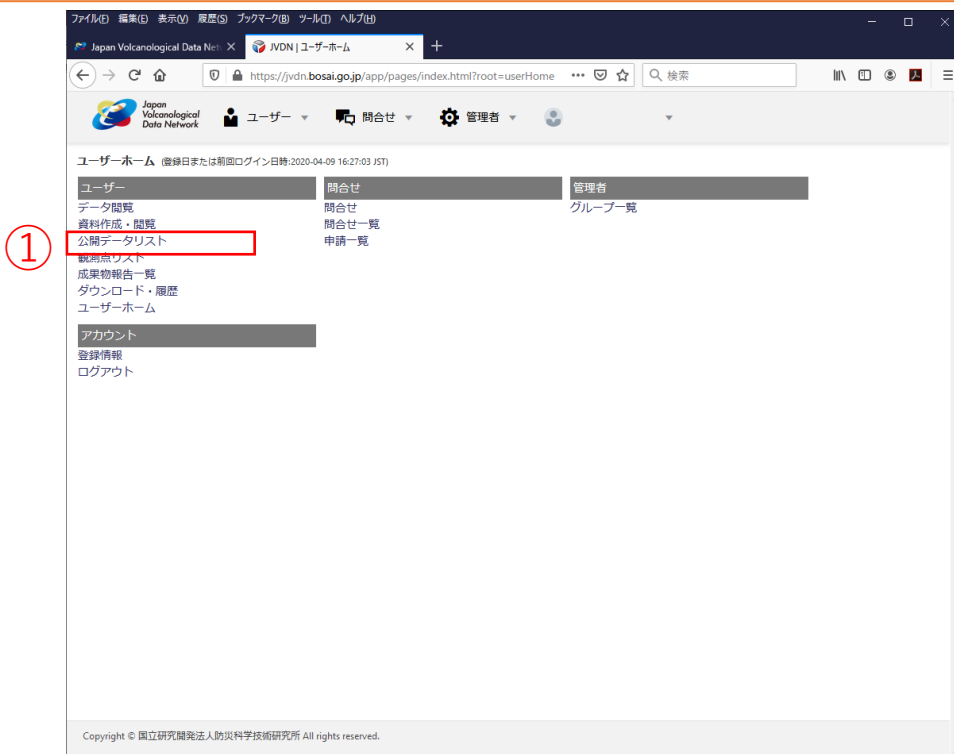 ファイル(F) 編集(E) 表示(V) 履歴(S) ブックマーク(B) ツール(T) ヘルプ(H)
Japan Volcanological Data Net
JVDN | ユーザーホーム
https://jvdn.bosai.go.jp/app/pages/index.html?root=userHome
検索
Japan
Volcanological
Data Network
ユーザー 問合せ 管理者
ユーザーホーム (登録日または前回ログイン日時:2020-04-09 16:27:03 JST)
ユーザー 問合せ 管理者
データ閲覧 問合せ グループ一覧
資料作成・閲覧 問合せ一覧
① 公開データリスト 申請一覧
観測点リスト
成果物報告一覧
ダウンロード・履歴
ユーザーホーム
アカウント
登録情報
ログアウト
Copyright © 国立研究開発法人防災科学技術研究所 All rights reserved.